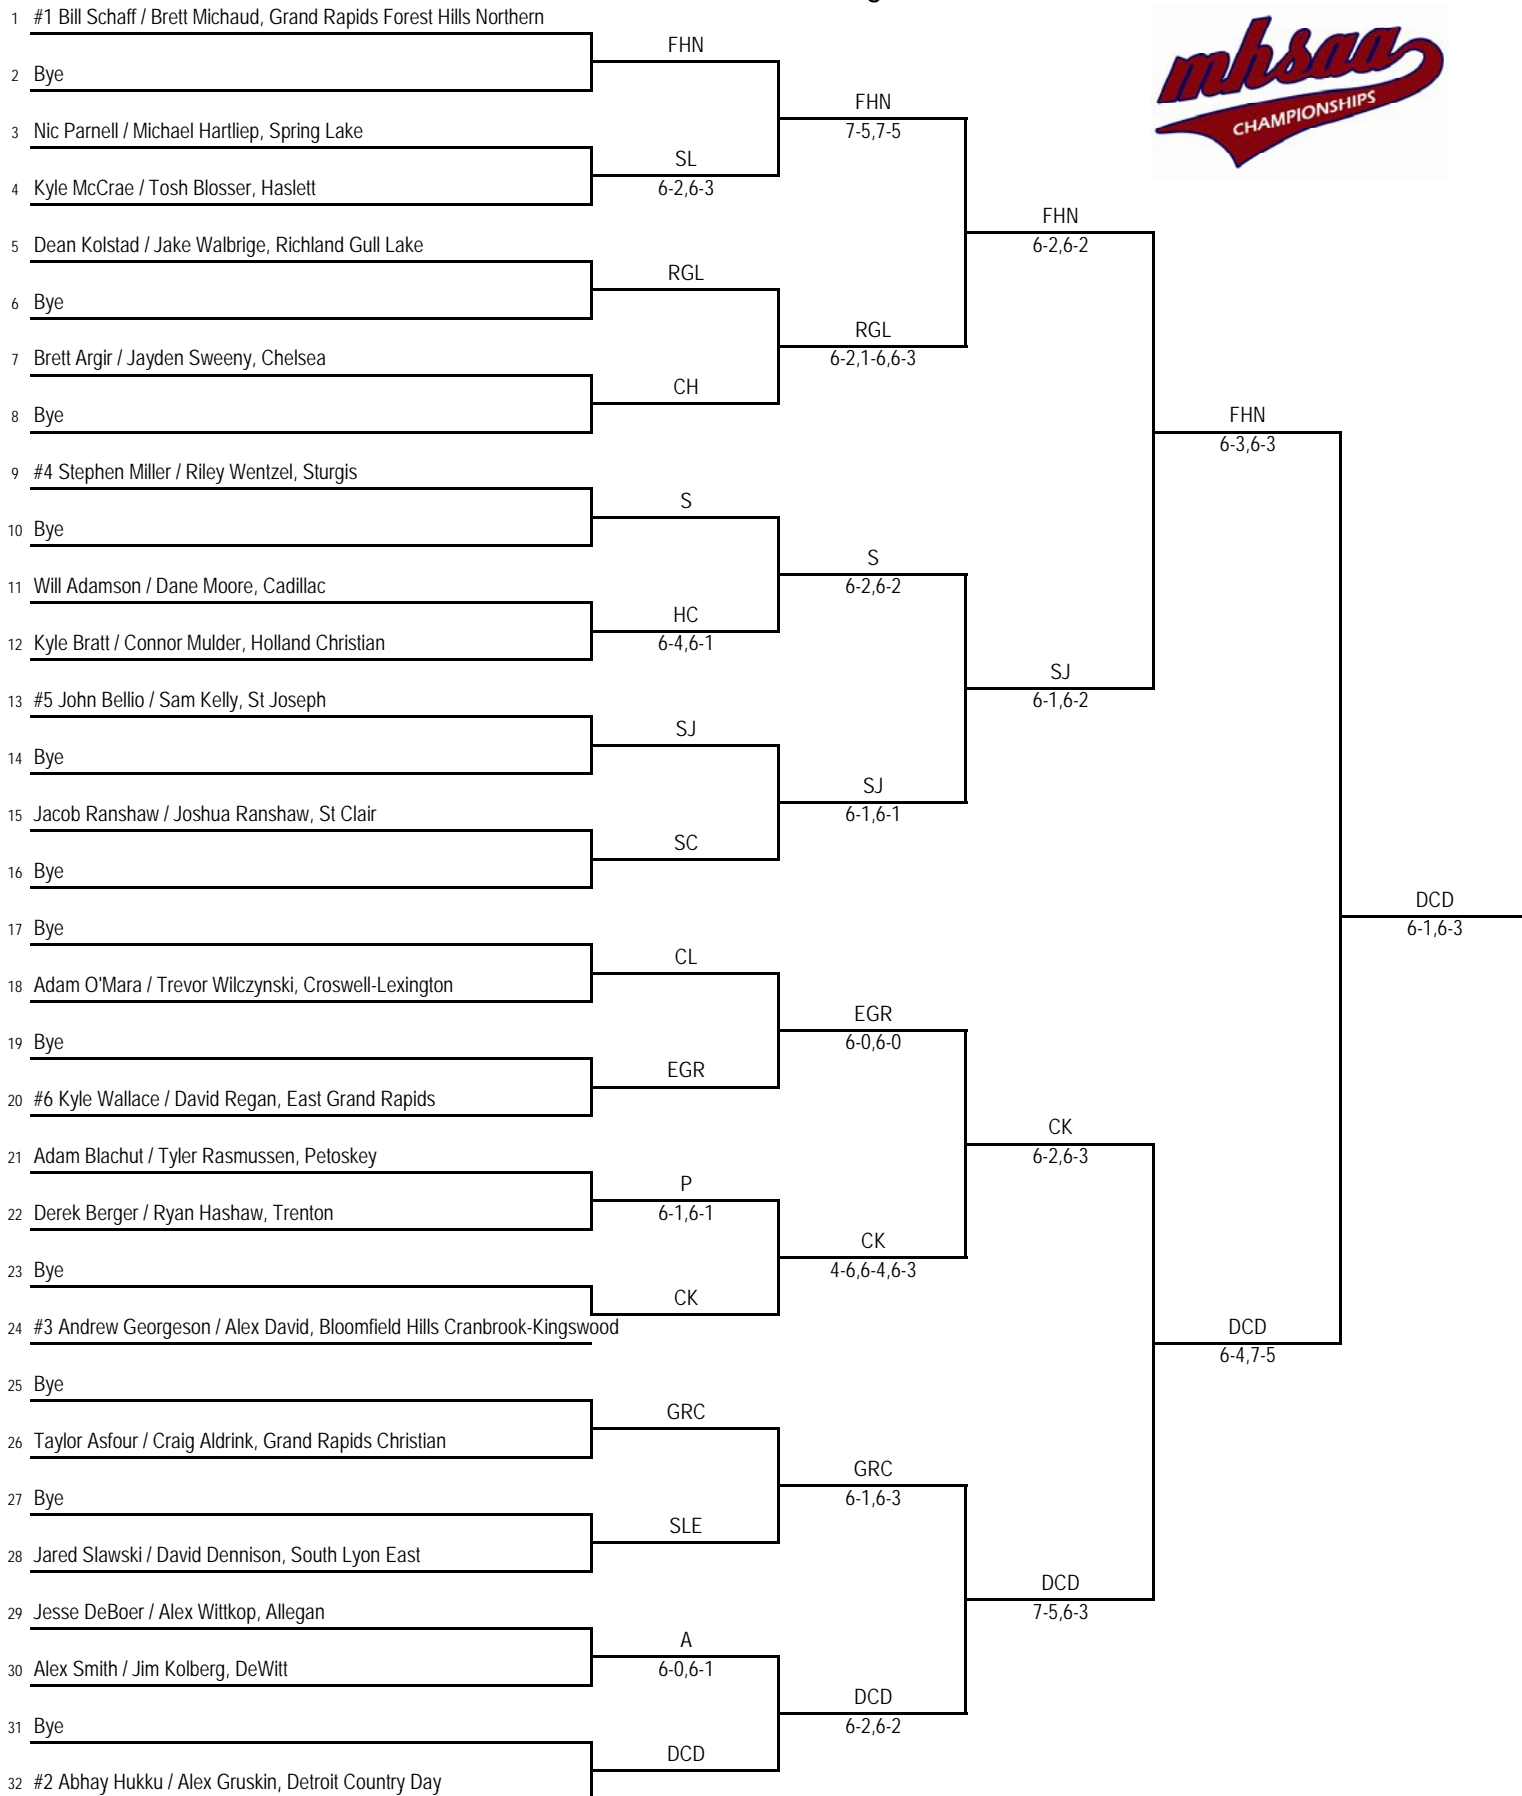 1 #1 Bill Schaff / Brett Michaud, Grand Rapids Forest Hills Northern
FHN
2 Bye
FHN
7-5,7-5
3 Nic Parnell / Michael Hartliep, Spring Lake
SL
6-2,6-3
4 Kyle McCrae / Tosh Blosser, Haslett
FHN
6-2,6-2
5 Dean Kolstad / Jake Walbrige, Richland Gull Lake
RGL
6 Bye
RGL
6-2,1-6,6-3
7 Brett Argir / Jayden Sweeny, Chelsea
CH
8 Bye
FHN
6-3,6-3
9 #4 Stephen Miller / Riley Wentzel, Sturgis
S
10 Bye
S
6-2,6-2
11 Will Adamson / Dane Moore, Cadillac
HC
6-4,6-1
12 Kyle Bratt / Connor Mulder, Holland Christian
SJ
6-1,6-2
13 #5 John Bellio / Sam Kelly, St Joseph
SJ
14 Bye
SJ
6-1,6-1
15 Jacob Ranshaw / Joshua Ranshaw, St Clair
SC
16 Bye
DCD
6-1,6-3
17 Bye
CL
18 Adam O'Mara / Trevor Wilczynski, Croswell-Lexington
EGR
6-0,6-0
19 Bye
EGR
20 #6 Kyle Wallace / David Regan, East Grand Rapids
CK
6-2,6-3
21 Adam Blachut / Tyler Rasmussen, Petoskey
P
6-1,6-1
22 Derek Berger / Ryan Hashaw, Trenton
CK
4-6,6-4,6-3
23 Bye
CK
24 #3 Andrew Georgeson / Alex David, Bloomfield Hills Cranbrook-Kingswood
DCD
6-4,7-5
25 Bye
GRC
26 Taylor Asfour / Craig Aldrink, Grand Rapids Christian
GRC
6-1,6-3
27 Bye
SLE
28 Jared Slawski / David Dennison, South Lyon East
DCD
7-5,6-3
29 Jesse DeBoer / Alex Wittkop, Allegan
A
6-0,6-1
30 Alex Smith / Jim Kolberg, DeWitt
DCD
6-2,6-2
31 Bye
DCD
32 #2 Abhay Hukku / Alex Gruskin, Detroit Country Day
mhsaa
CHAMPIONSHIPS